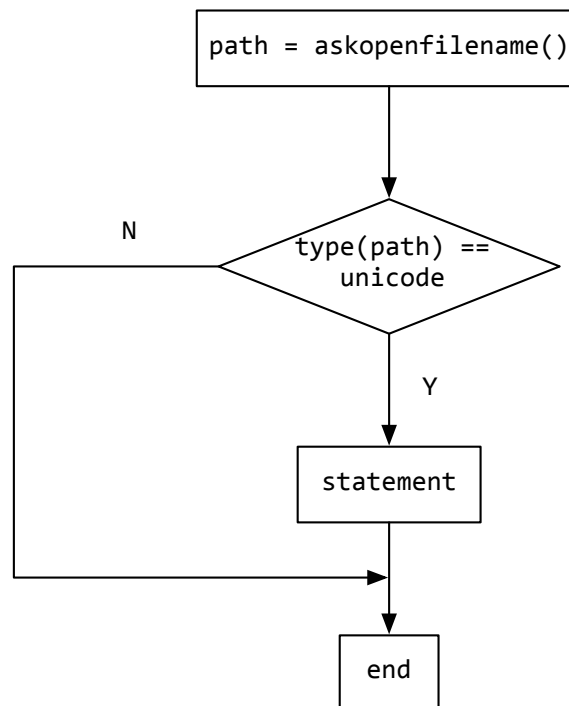 path = askopenfilename()
N
type(path) ==
unicode
Y
statement
end